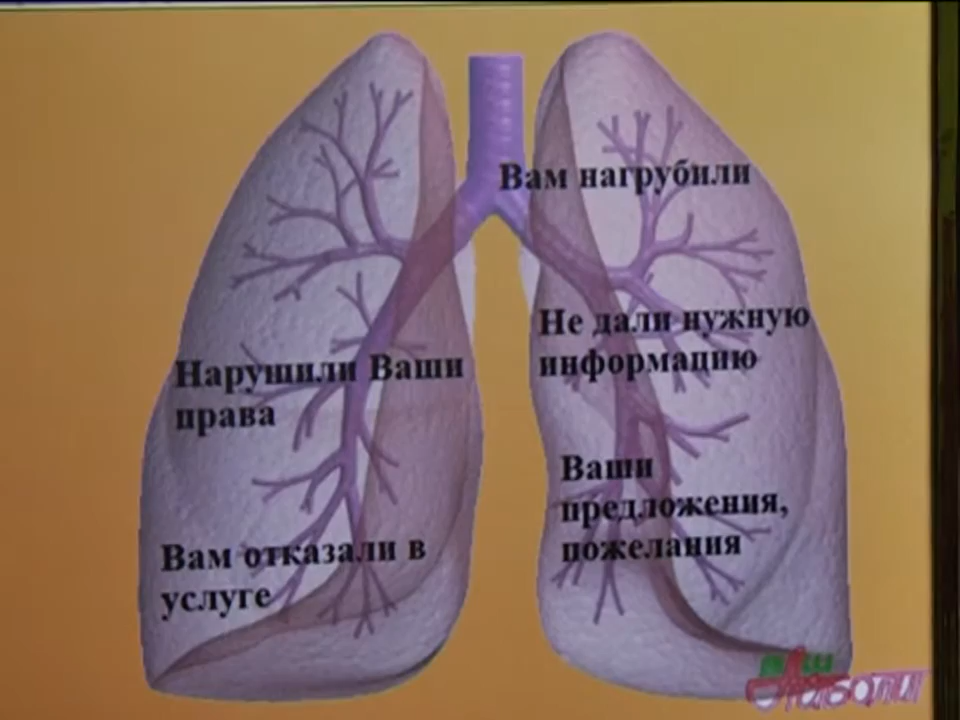 Вам нагрубили
Не дали нужную
информацию
Нарушили Ваши
права
Ваши
предложения,
пожелания
Вам отказали в
услуге